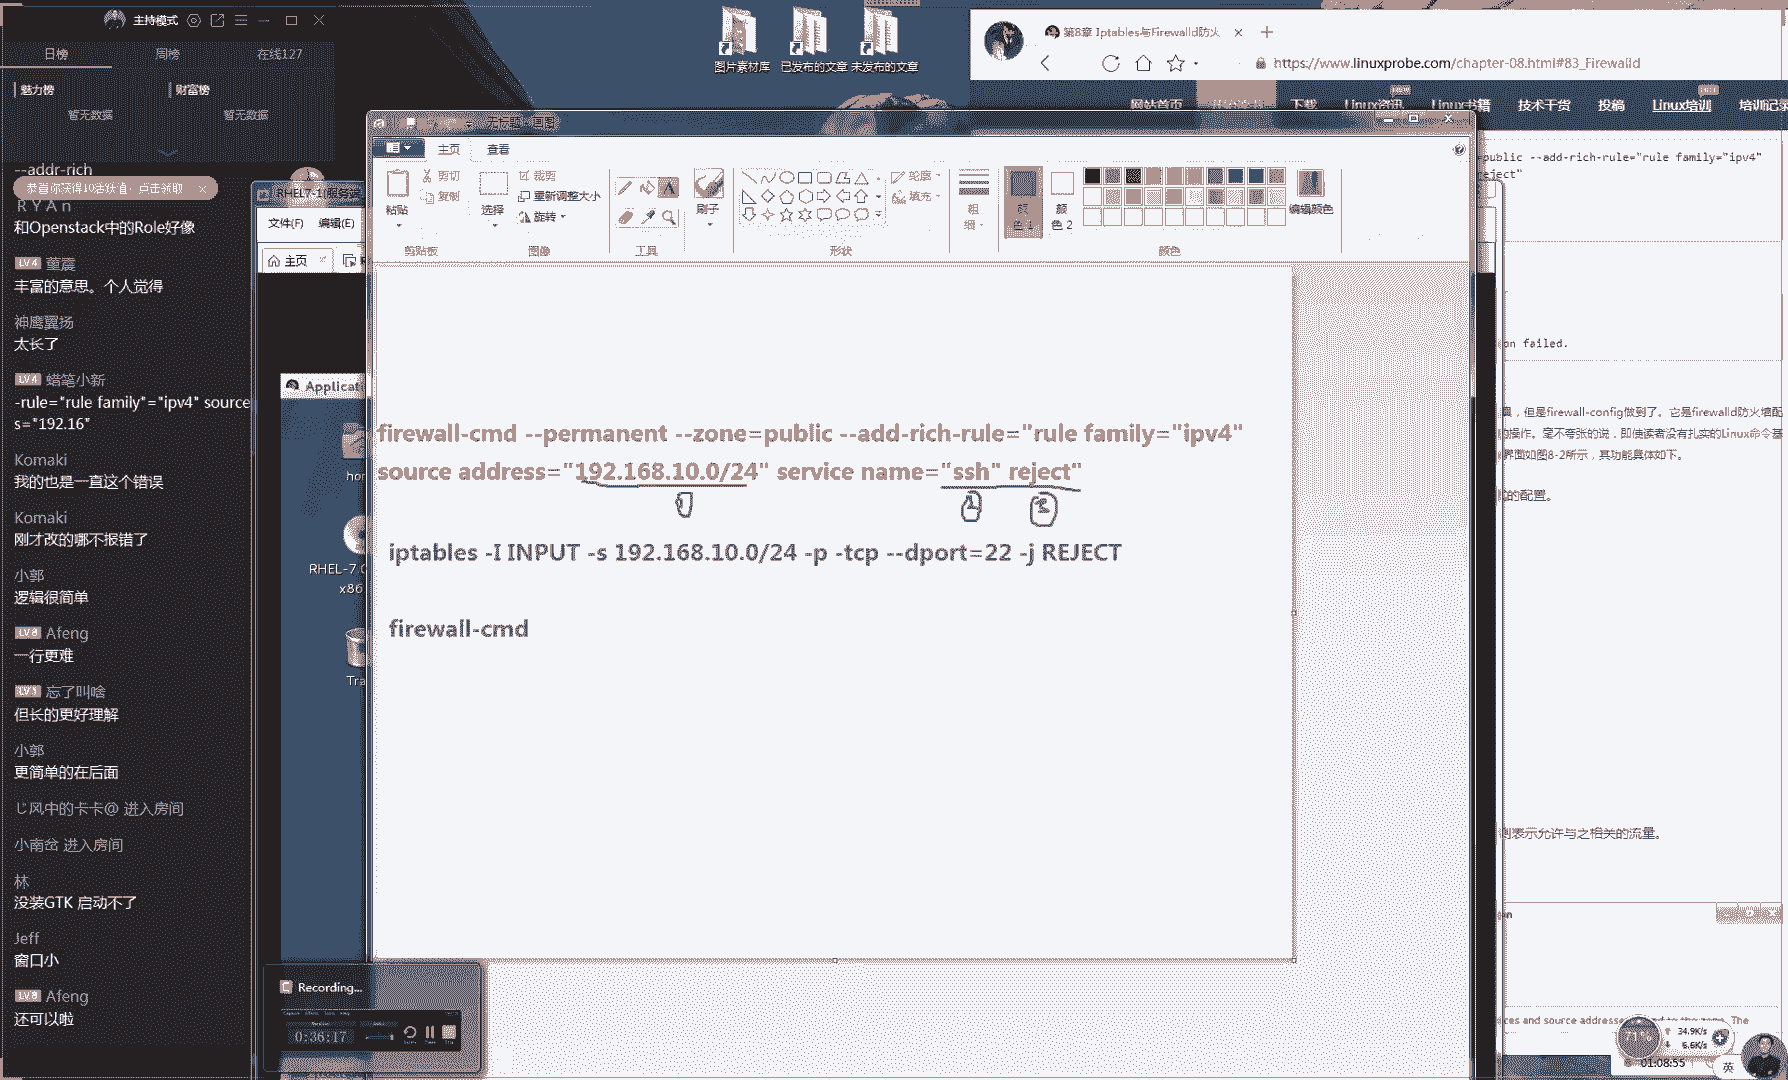 主持模式
日榜
周榜
在线127
魅力榜
财富榜
暂无数据
暂无数据
--addr-rich
恭喜你获得10活跃值，点击领取
R Y A n
和Openstack中的Role好像
LV4 董震
丰富的意思。个人觉得
神鹰翼扬
太长了
LV4 蜡笔小新
-rule="rule family"="ipv4" source
s="192.16"
Komaki
我的也是一直这个错误
Komaki
刚才改的哪不报错了
小郭
逻辑很简单
LV8 Afeng
一行更难
忘了叫啥
但长的更好理解
小郭
更简单的在后面
じ风中的卡卡@ 进入房间
小南岔 进入房间
林
没装GTK 启动不了
Jeff
窗口小
LV8 Afeng
还可以啦
图片素材库
已发布的文章
未发布的文章
第8章 Iptables与Firewalld防火
https://www.linuxprobe.com/chapter-08.html#83_Firewalld
网站首页
下载
Linux资讯
Linux书籍
技术干货
投稿
Linux培训
培训记录
RHEL7-1(服务端
文件(F)
编辑(E)
主页
Applicati
RHEL-7.0
x86
Tra
无标题 - 画图
主页
查看
粘贴
剪切
复制
剪贴板
选择
裁剪
重新调整大小
旋转
图像
工具
刷子
形状
轮廓
填充
粗
细
颜
色 1
颜
色 2
颜色
编辑颜色
firewall-cmd --permanent --zone=public --add-rich-rule="rule family="ipv4"
source address="192.168.10.0/24" service name="ssh" reject"
iptables -I INPUT -s 192.168.10.0/24 -p -tcp --dport=22 -j REJECT
firewall-cmd
public --add-rich-rule="rule family="ipv4"
eject"
on failed.
，但是firewall-config做到了。它是firewalld防火墙配
的操作。毫不夸张的说，即使读者没有扎实的Linux命令基
界面如图8-2所示，其功能具体如下。
的配置。
则表示允许与之相关的流量。
Recording...
0:36:17
71%
34.9K/s
6.6K/s
01:08:55
英